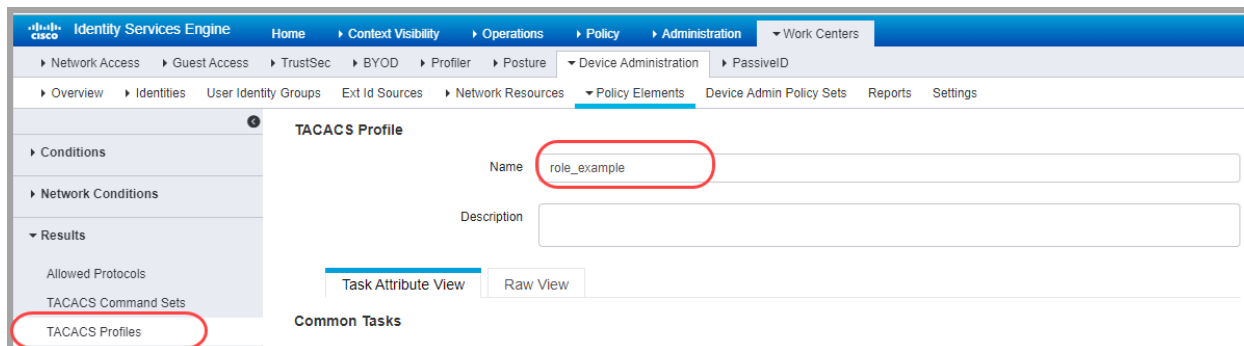 cisco Identity Services Engine Home Context Visibility Operations Policy Administration Work Centers
Network Access Guest Access TrustSec BYOD Profiler Posture Device Administration PassiveID
Overview Identities User Identity Groups Ext Id Sources Network Resources Policy Elements Device Admin Policy Sets Reports Settings
TACACS Profile
Conditions
Name role_example
Network Conditions
Description
Results
Allowed Protocols
Task Attribute View Raw View
TACACS Command Sets
Common Tasks
TACACS Profiles